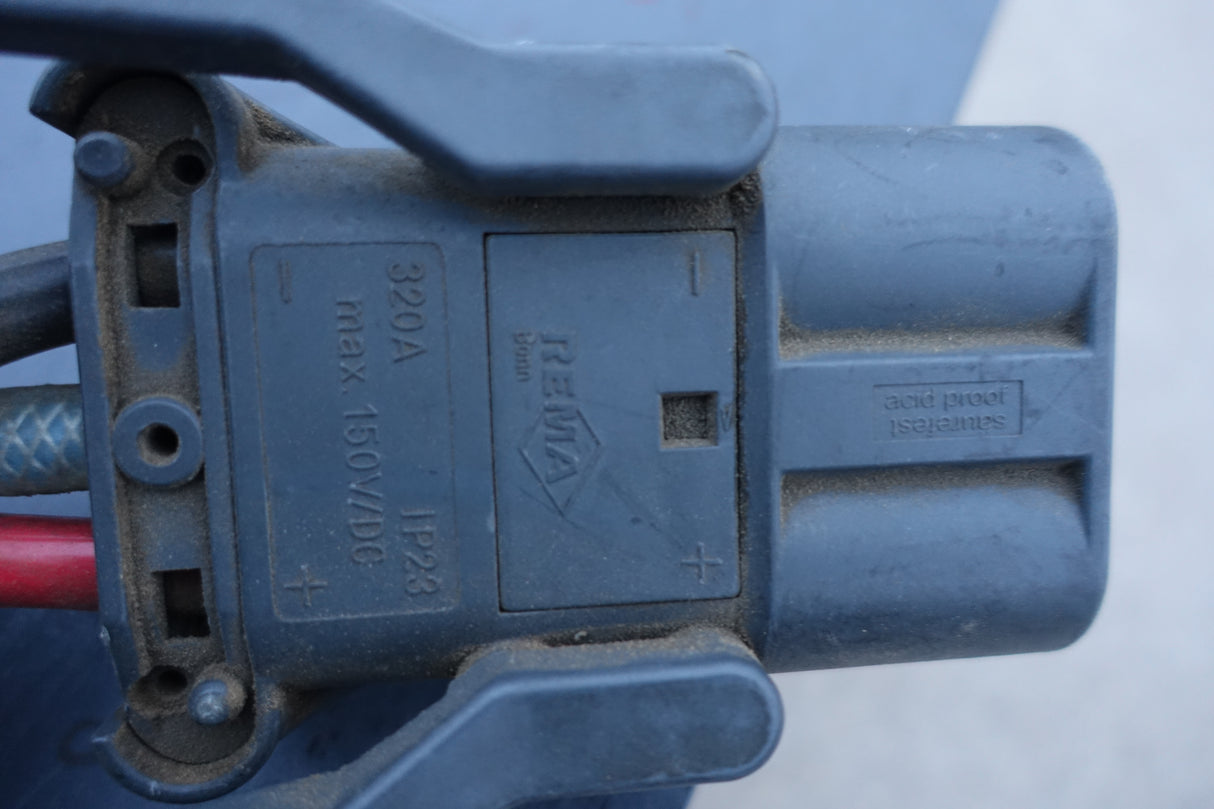 320A IP23
max. 150V/DC
- +
REMA
Bonn
- +
säurefest
acid proof